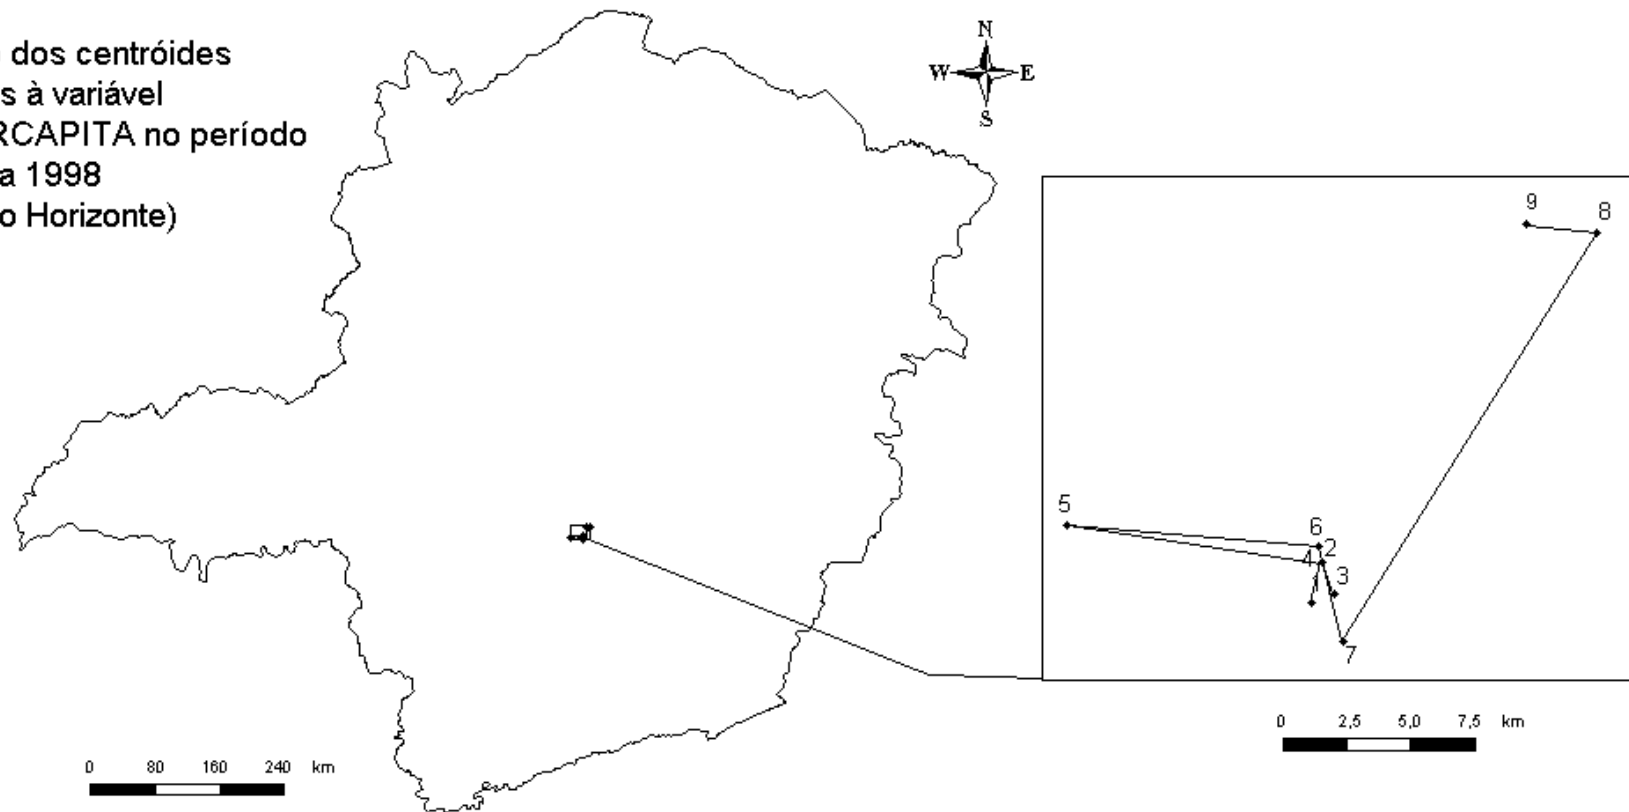 dos centróides
s à variável
RCAPITA no período
a 1998
o Horizonte)
N
W E
S
9
8
5
6
4 2
3
7
0 2,5 5,0 7,5 km
0 80 160 240 km